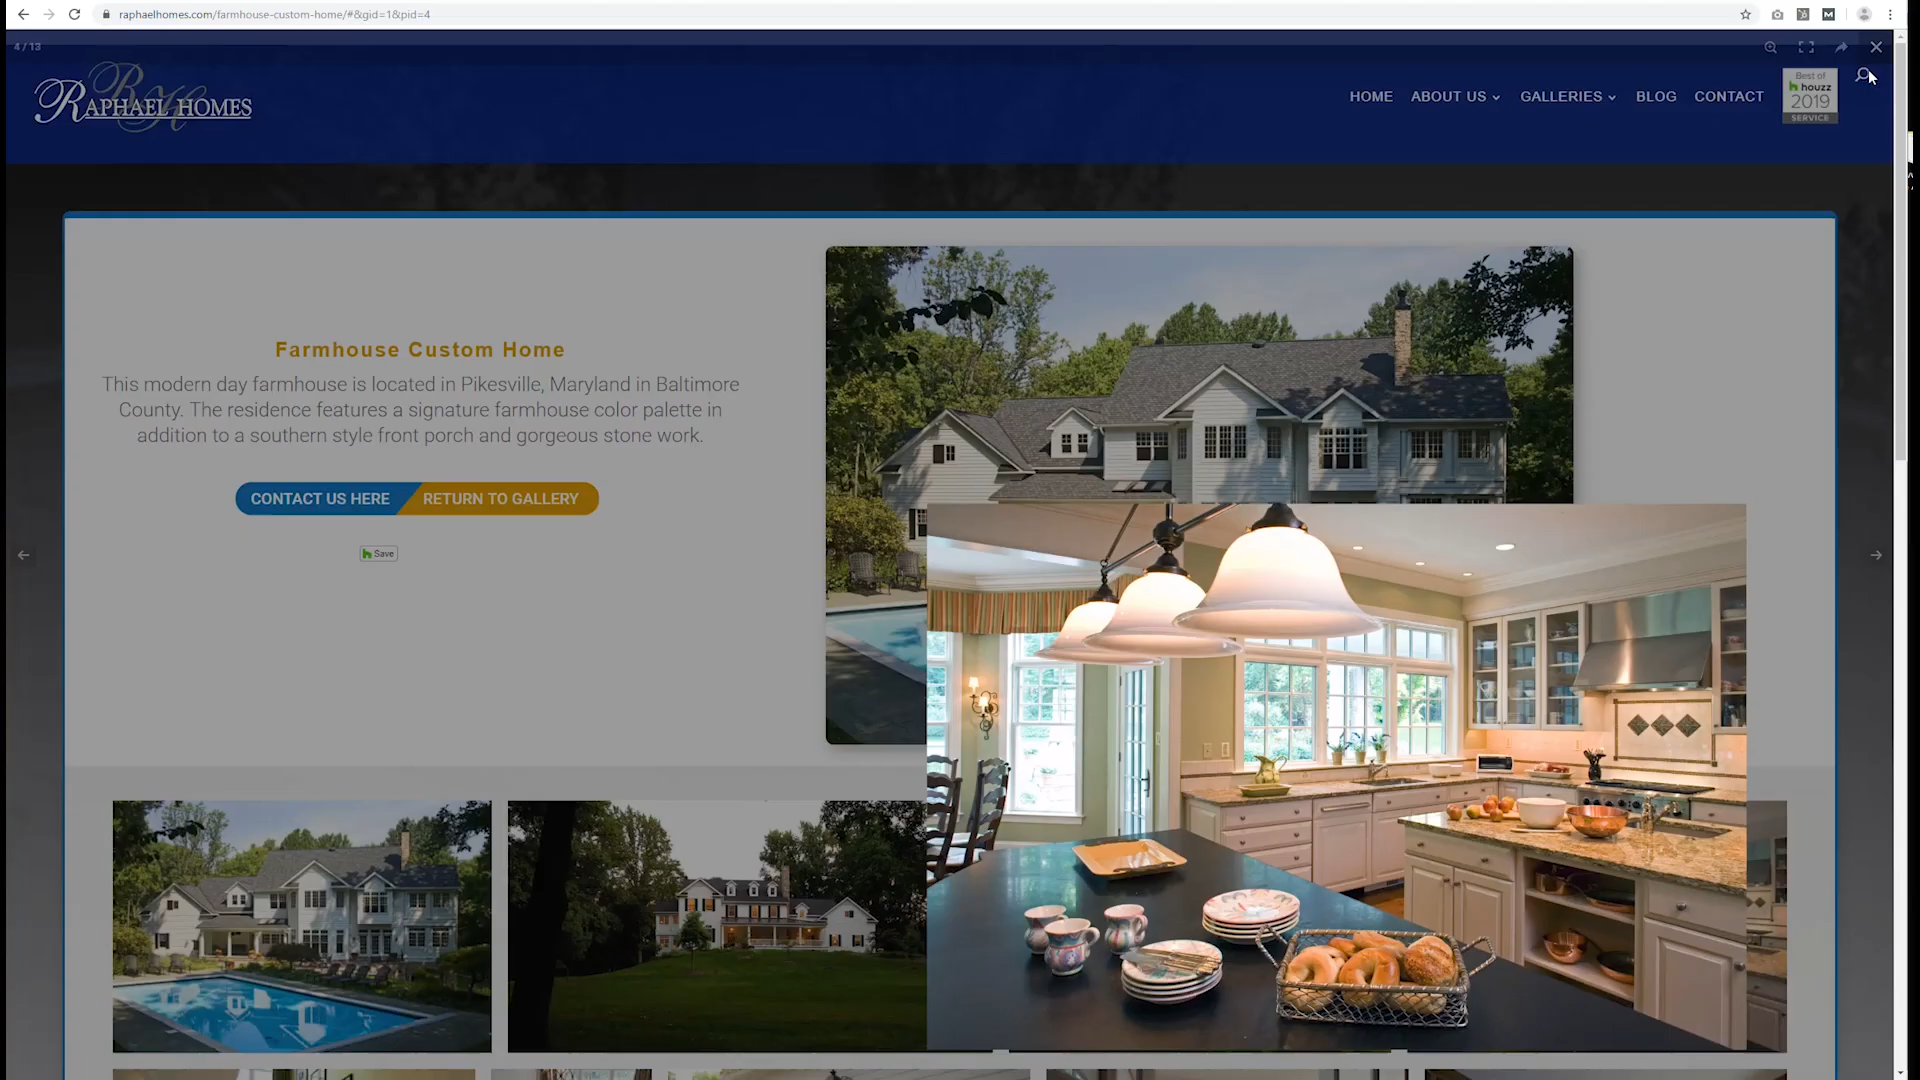 raphaelhomes.com/farmhouse-custom-home/#&gid=1&pid=4
4 / 13
RAPHAEL HOMES
HOME ABOUT US GALLERIES BLOG CONTACT
Best of
houzz
2019
SERVICE
Farmhouse Custom Home
This modern day farmhouse is located in Pikesville, Maryland in Baltimore
County. The residence features a signature farmhouse color palette in
addition to a southern style front porch and gorgeous stone work.
CONTACT US HERE RETURN TO GALLERY
Save